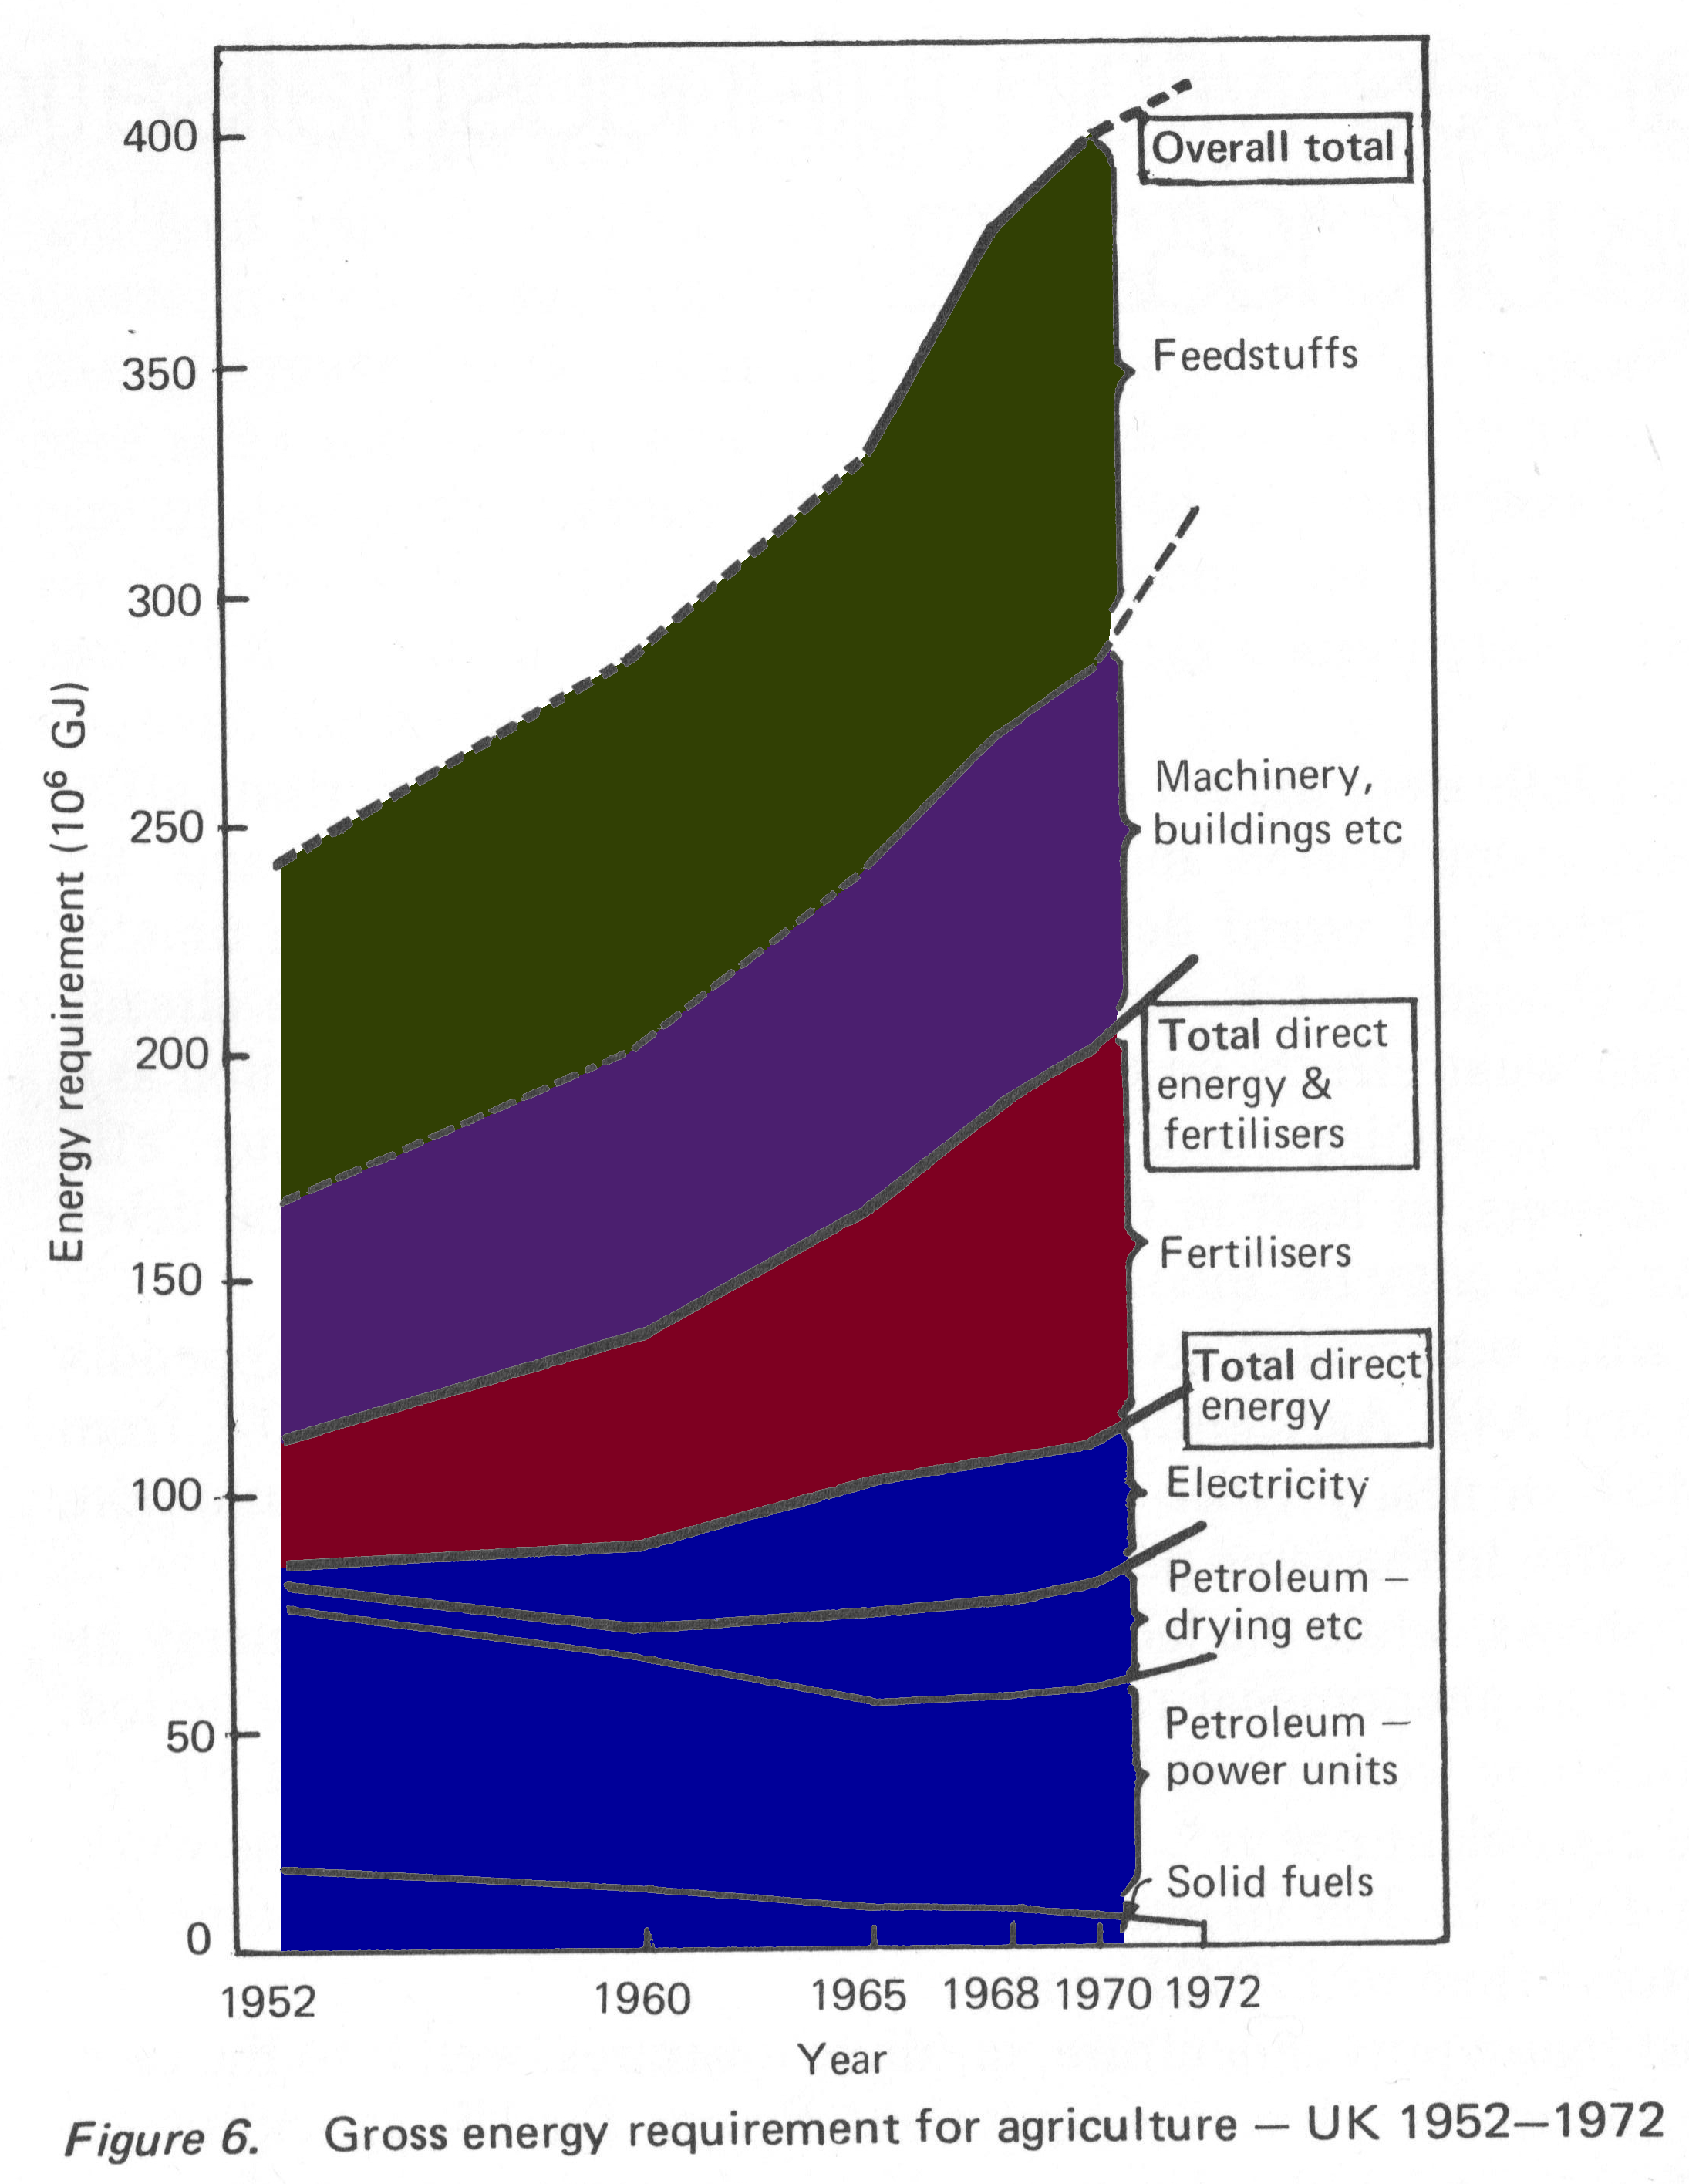 400
Overall total
350
Feedstuffs
300
Machinery,
buildings etc
250
Energy requirement (10⁶ GJ)
200
Total direct
energy &
fertilisers
150
Fertilisers
Total direct
energy
100
Electricity
Petroleum –
drying etc
50
Petroleum –
power units
Solid fuels
0
1952 1960 1965 1968 1970 1972
Year
Figure 6. Gross energy requirement for agriculture – UK 1952–1972